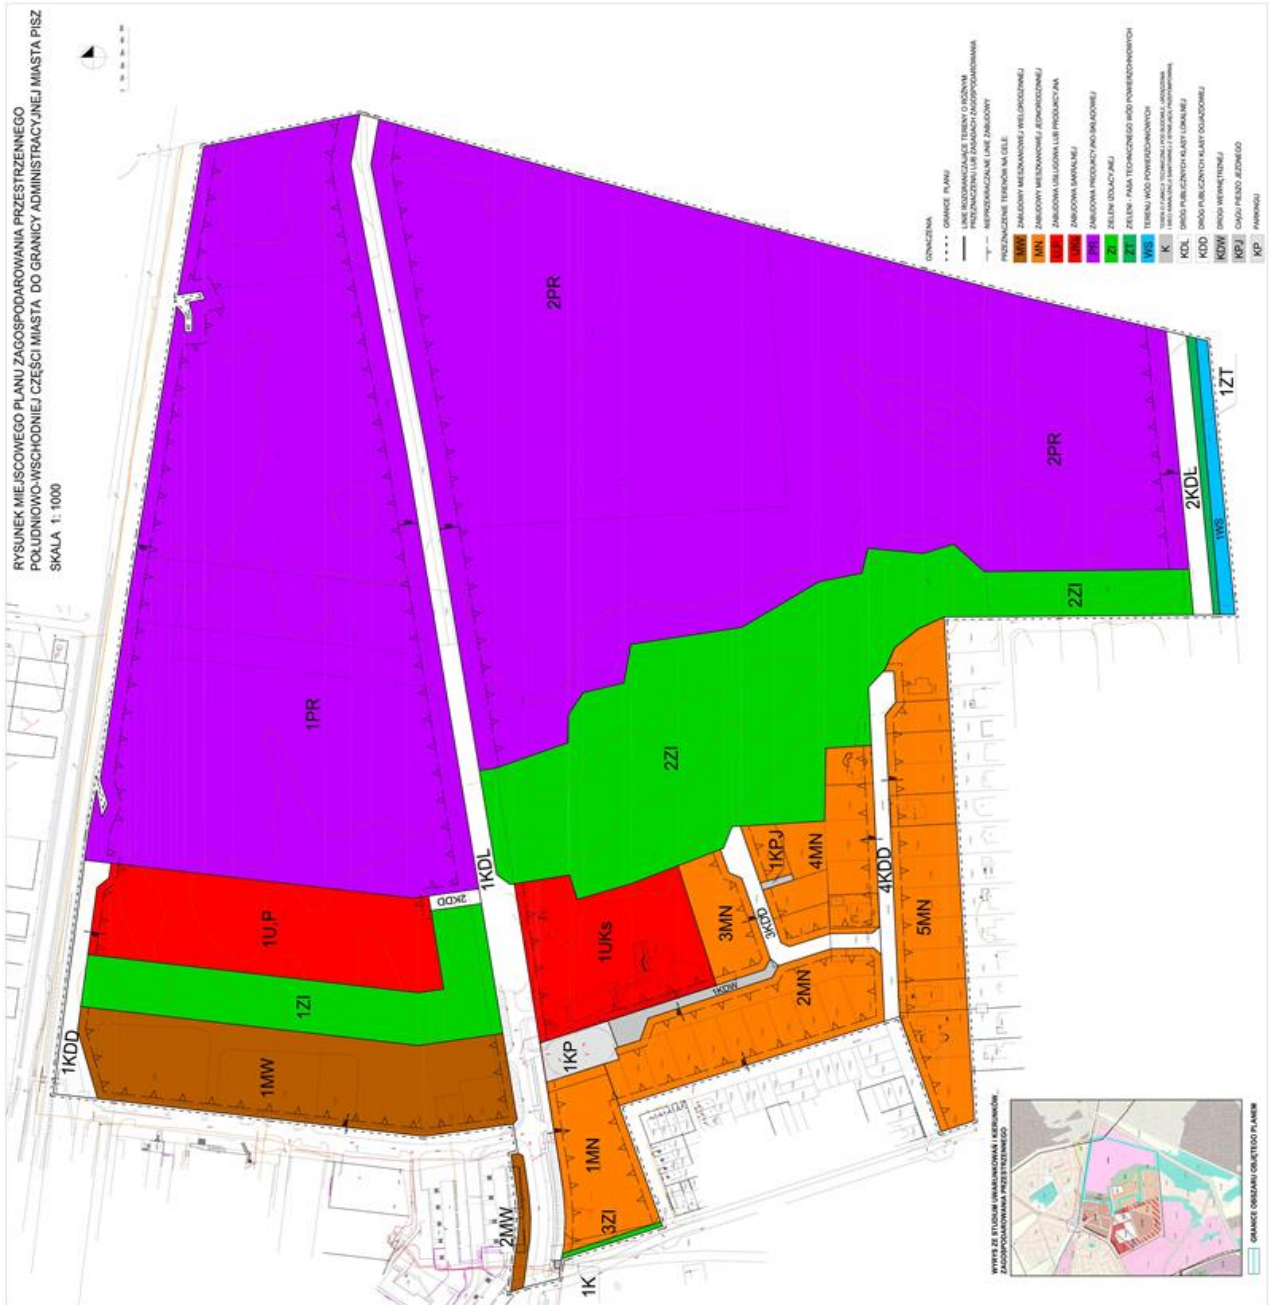 RYSUNEK MIEJSCOWEGO PLANU ZAGOSPODAROWANIA PRZESTRZENNEGO
POŁUDNIOWO-WSCHODNIEJ CZĘŚCI MIASTA DO GRANICY ADMINISTRACYJNEJ MIASTA PISZ
SKALA 1: 1000
1KDD
1MW
1ZI
1U,P
1PR
2KDD
1KDL
2PR
2PR
2MW
1K
3ZI
1MN
1KP
1UKs
1KDW
2MN
3MN
3KDD
1KPJ
4MN
4KDD
5MN
2ZI
2ZI
2KDL
1WS
1ZT
OZNACZENIA
GRANICE PLANU
LINIE ROZGRANICZAJĄCE TERENY O RÓŻNYM
PRZEZNACZENIU LUB ZASADACH ZAGOSPODAROWANIA
NIEPRZEKRACZALNE LINIE ZABUDOWY
PRZEZNACZENIE TERENÓW NA CELE:
MW ZABUDOWY MIESZKANIOWEJ WIELORODZINNEJ
MN ZABUDOWY MIESZKANIOWEJ JEDNORODZINNEJ
U,P ZABUDOWA USŁUGOWA LUB PRODUKCYJNA
UKs ZABUDOWA SAKRALNEJ
PR ZABUDOWA PRODUKCYJNO-SKŁADOWEJ
ZI ZIELENI IZOLACYJNEJ
ZT ZIELENI - PASA TECHNICZNEGO WÓD POWIERZCHNIOWYCH
WS TERENU WÓD POWIERZCHNIOWYCH
K
KDL DRÓG PUBLICZNYCH KLASY LOKALNEJ
KDD DRÓG PUBLICZNYCH KLASY DOJAZDOWEJ
KDW DROGI WEWNĘTRZNEJ
KPJ CIĄGU PIESZO JEZDNEGO
KP PARKINGU
WYRYS ZE STUDIUM UWARUNKOWAŃ I KIERUNKÓW
ZAGOSPODAROWANIA PRZESTRZENNEGO
GRANICE OBSZARU OBJĘTEGO PLANEM